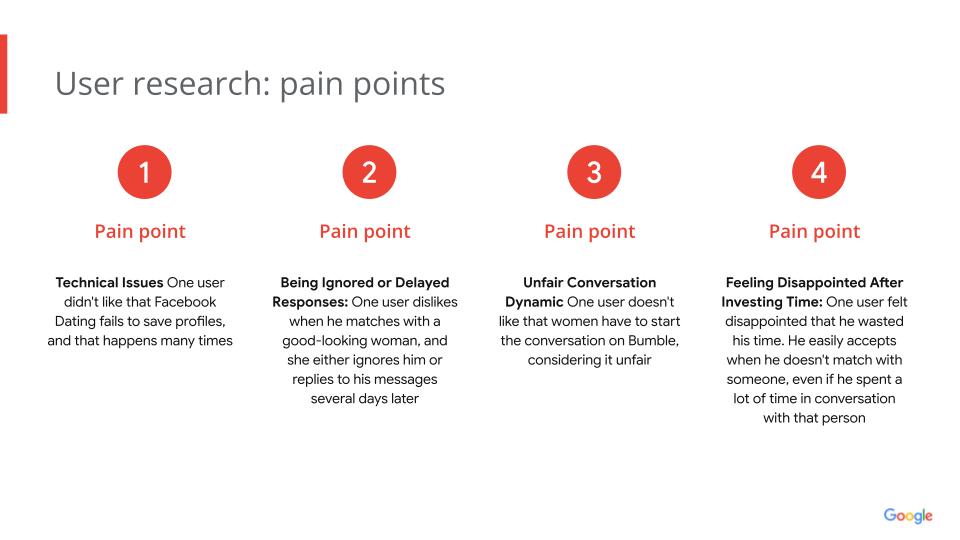 User research: pain points
1
Pain point
Technical Issues One user
didn't like that Facebook
Dating fails to save profiles,
and that happens many times
2
Pain point
Being Ignored or Delayed
Responses: One user dislikes
when he matches with a
good-looking woman, and
she either ignores him or
replies to his messages
several days later
3
Pain point
Unfair Conversation
Dynamic One user doesn't
like that women have to start
the conversation on Bumble,
considering it unfair
4
Pain point
Feeling Disappointed After
Investing Time: One user felt
disappointed that he wasted
his time. He easily accepts
when he doesn't match with
someone, even if he spent a
lot of time in conversation
with that person
Google